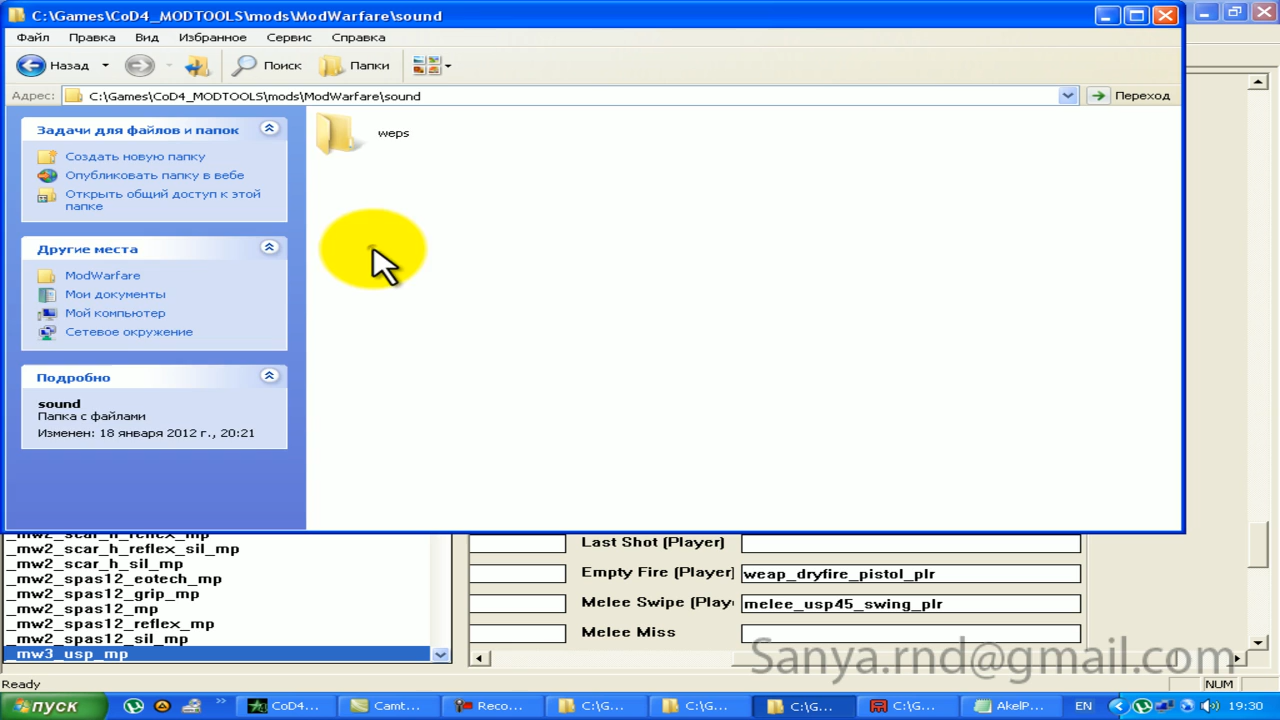 C:\Games\CoD4_MODTOOLS\mods\ModWarfare\sound
Файл Правка Вид Избранное Сервис Справка
Назад Поиск Папки
Адрес: C:\Games\CoD4_MODTOOLS\mods\ModWarfare\sound Переход
Задачи для файлов и папок
Создать новую папку
Опубликовать папку в вебе
Открыть общий доступ к этой
папке
Другие места
ModWarfare
Мои документы
Мой компьютер
Сетевое окружение
Подробно
sound
Папка с файлами
Изменен: 18 января 2012 г., 20:21
weps
_mw2_scar_h_reflex_mp
_mw2_scar_h_reflex_sil_mp
_mw2_scar_h_sil_mp
_mw2_spas12_eotech_mp
_mw2_spas12_grip_mp
_mw2_spas12_mp
_mw2_spas12_reflex_mp
_mw2_spas12_sil_mp
_mw3_usp_mp
Last Shot (Player)
Empty Fire (Player) weap_dryfire_pistol_plr
Melee Swipe (Play melee_usp45_swing_plr
Melee Miss
Sanya.rnd@gmail.com
Ready NUM
пуск » CoD4... Camt... Reco... C:\G... C:\G... C:\G... C:\G... AkelP... EN 19:30